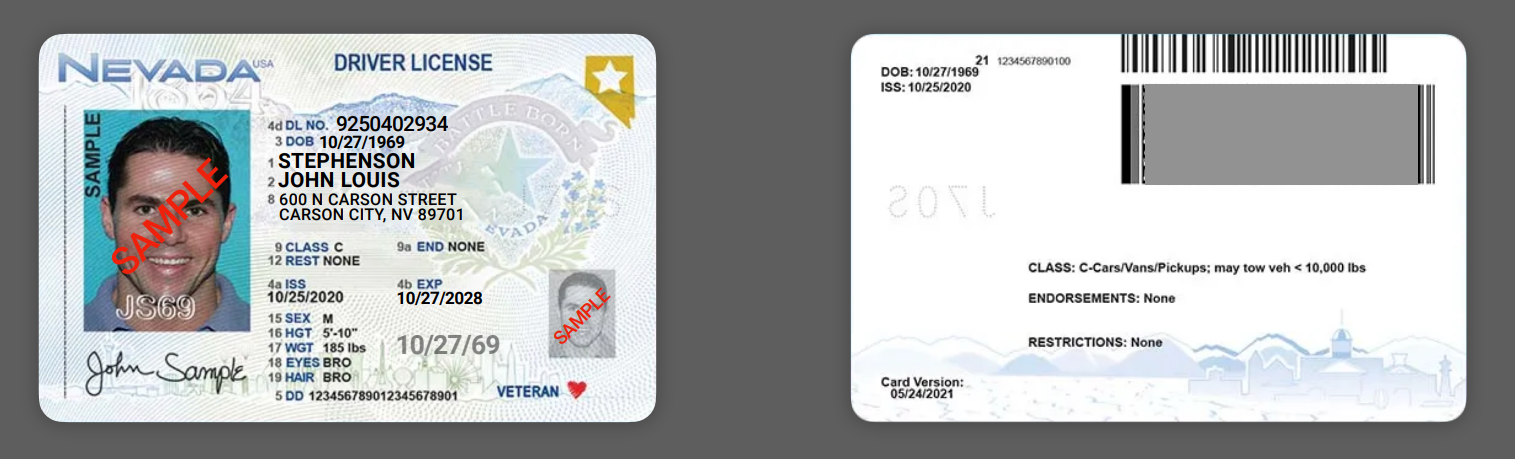 NEVADA USA
DRIVER LICENSE
SAMPLE
SAMPLE
JS69
4d DL NO. 9250402934
3 DOB 10/27/1969
1 STEPHENSON
2 JOHN LOUIS
8 600 N CARSON STREET
CARSON CITY, NV 89701
BATTLE BORN
NEVADA
9 CLASS C 9a END NONE
12 REST NONE
4a ISS 4b EXP
10/25/2020 10/27/2028
15 SEX M
16 HGT 5'-10"
17 WGT 185 lbs
10/27/69
18 EYES BRO
19 HAIR BRO
5 DD 123456789012345678901
SAMPLE
VETERAN
John Sample
21 1234567890100
DOB: 10/27/1969
ISS: 10/25/2020
CLASS: C-Cars/Vans/Pickups; may tow veh < 10,000 lbs
ENDORSEMENTS: None
RESTRICTIONS: None
Card Version:
05/24/2021